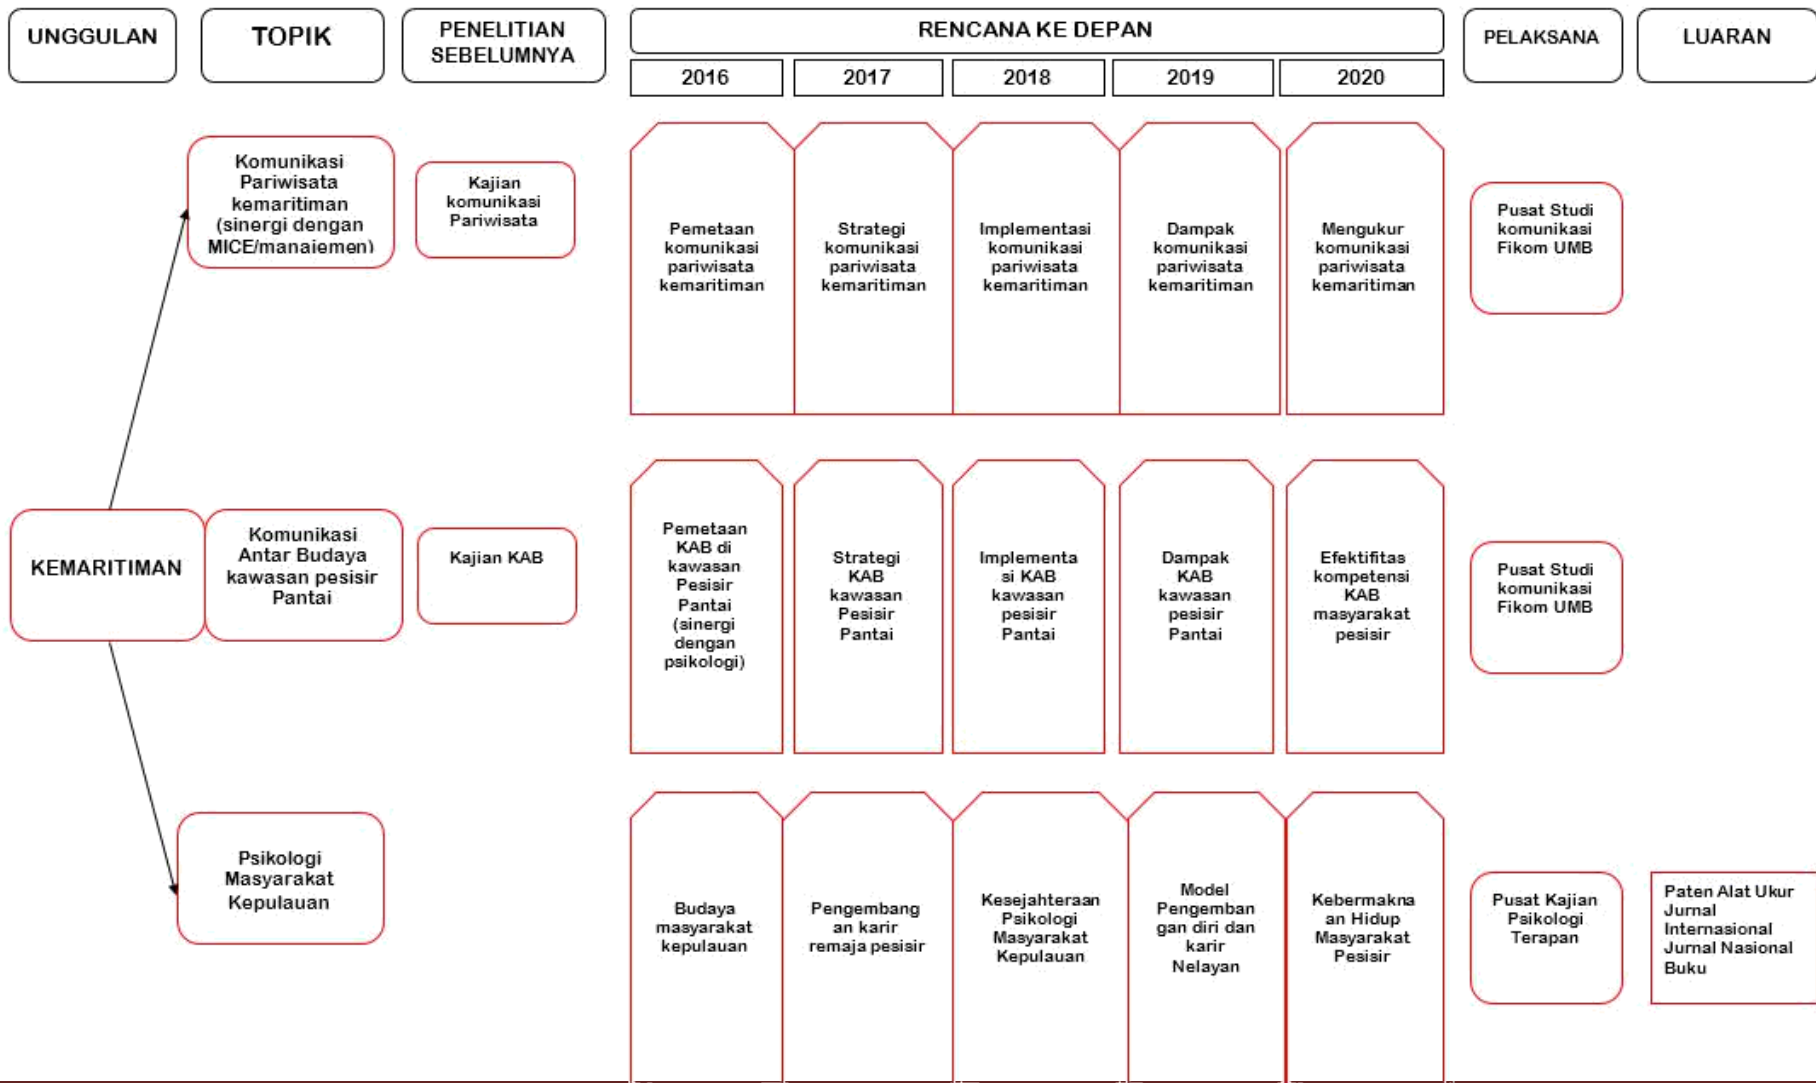 UNGGULAN
TOPIK
PENELITIAN
SEBELUMNYA
RENCANA KE DEPAN
PELAKSANA
LUARAN
2016
2017
2018
2019
2020
Komunikasi
Pariwisata
kemaritiman
(sinergi dengan
MICE/manajemen)
Kajian
komunikasi
Pariwisata
Pemetaan
komunikasi
pariwisata
kemaritiman
Strategi
komunikasi
pariwisata
kemaritiman
Implementasi
komunikasi
pariwisata
kemaritiman
Dampak
komunikasi
pariwisata
kemaritiman
Mengukur
komunikasi
pariwisata
kemaritiman
Pusat Studi
komunikasi
Fikom UMB
KEMARITIMAN
Komunikasi
Antar Budaya
kawasan pesisir
Pantai
Kajian KAB
Pemetaan
KAB di
kawasan
Pesisir
Pantai
(sinergi
dengan
psikologi)
Strategi
KAB
kawasan
Pesisir
Pantai
Implementa
si KAB
kawasan
pesisir
Pantai
Dampak
KAB
kawasan
pesisir
Pantai
Efektifitas
kompetensi
KAB
masyarakat
pesisir
Pusat Studi
komunikasi
Fikom UMB
Psikologi
Masyarakat
Kepulauan
Budaya
masyarakat
kepulauan
Pengembang
an karir
remaja pesisir
Kesejahteraan
Psikologi
Masyarakat
Kepulauan
Model
Pengemban
gan diri dan
karir
Nelayan
Kebermakna
an Hidup
Masyarakat
Pesisir
Pusat Kajian
Psikologi
Terapan
Paten Alat Ukur
Jurnal
Internasional
Jurnal Nasional
Buku